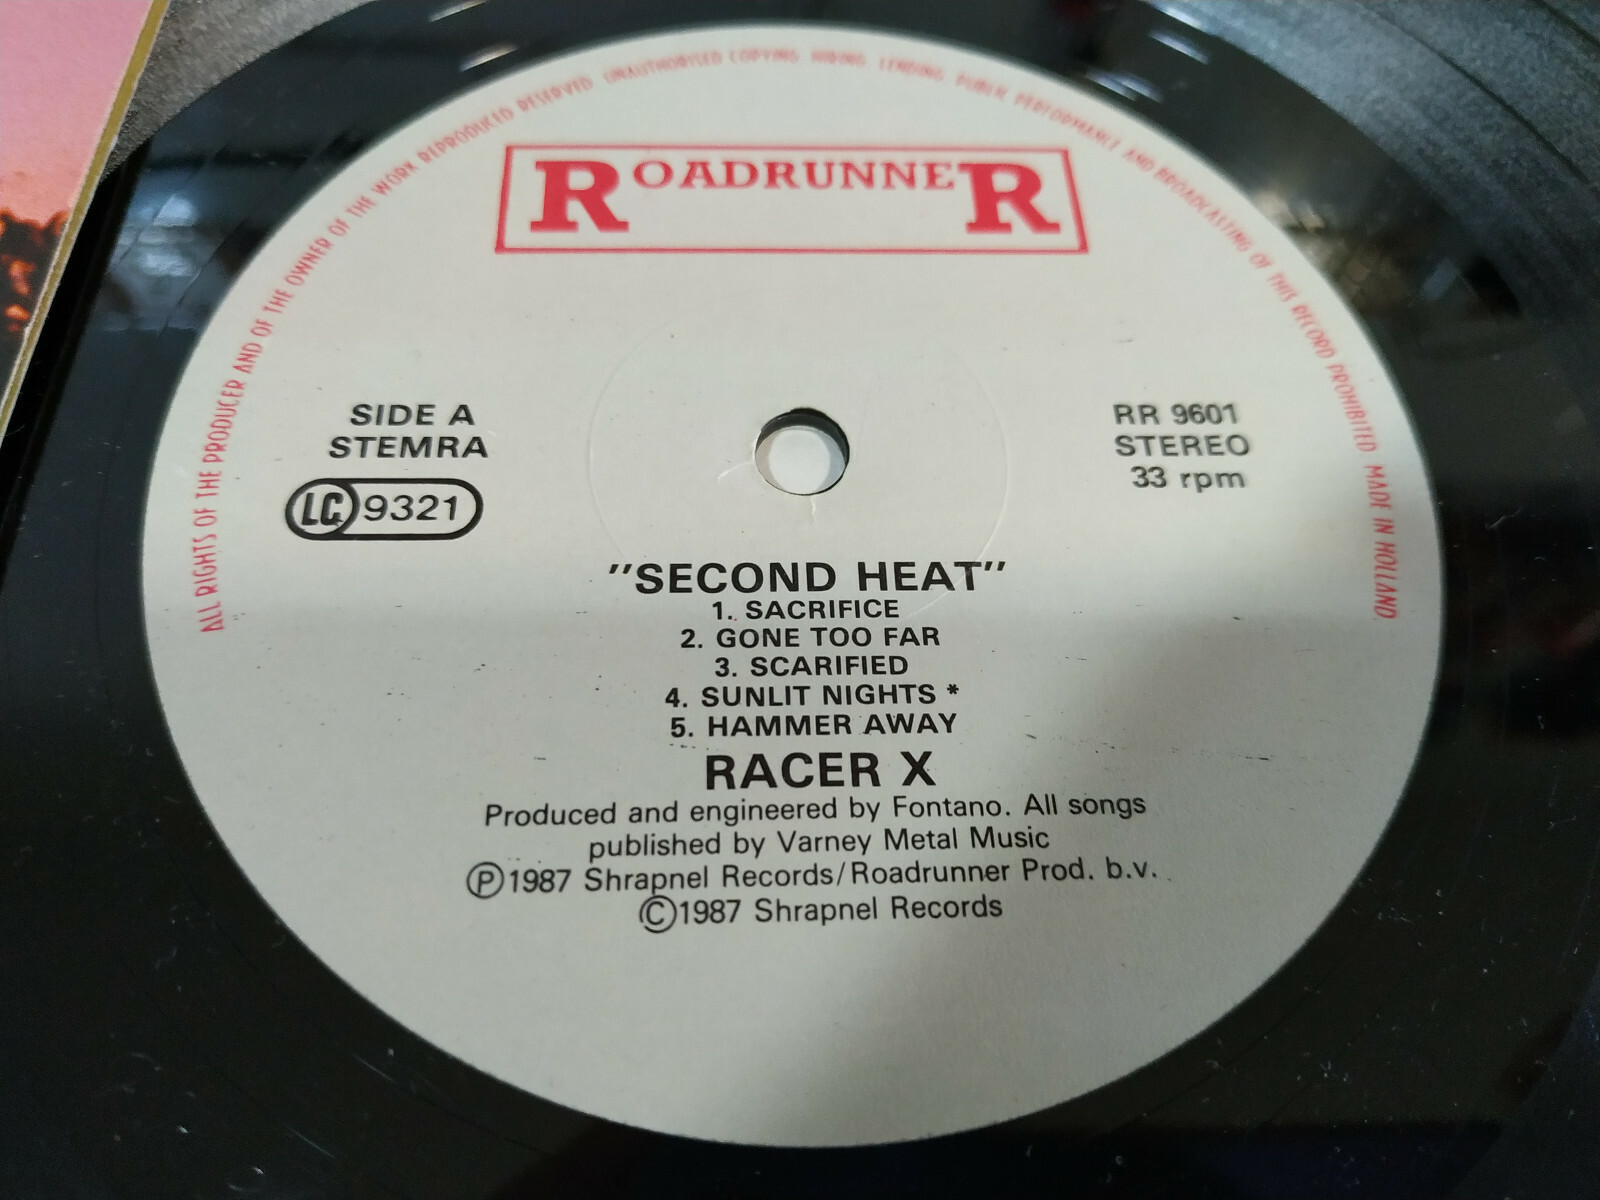 ALL RIGHTS OF THE PRODUCER AND OF THE OWNER OF THE WORK REPRODUCED RESERVED UNAUTHORISED COPYING HIRING LENDING PUBLIC PERFORMANCE AND BROADCASTING OF THIS RECORD PROHIBITED MADE IN HOLLAND
ROADRUNNER
SIDE A
STEMRA
LC 9321
RR 9601
STEREO
33 rpm
"SECOND HEAT"
1. SACRIFICE
2. GONE TOO FAR
3. SCARIFIED
4. SUNLIT NIGHTS *
5. HAMMER AWAY
RACER X
Produced and engineered by Fontano. All songs
published by Varney Metal Music
Ⓟ1987 Shrapnel Records/Roadrunner Prod. b.v.
©1987 Shrapnel Records